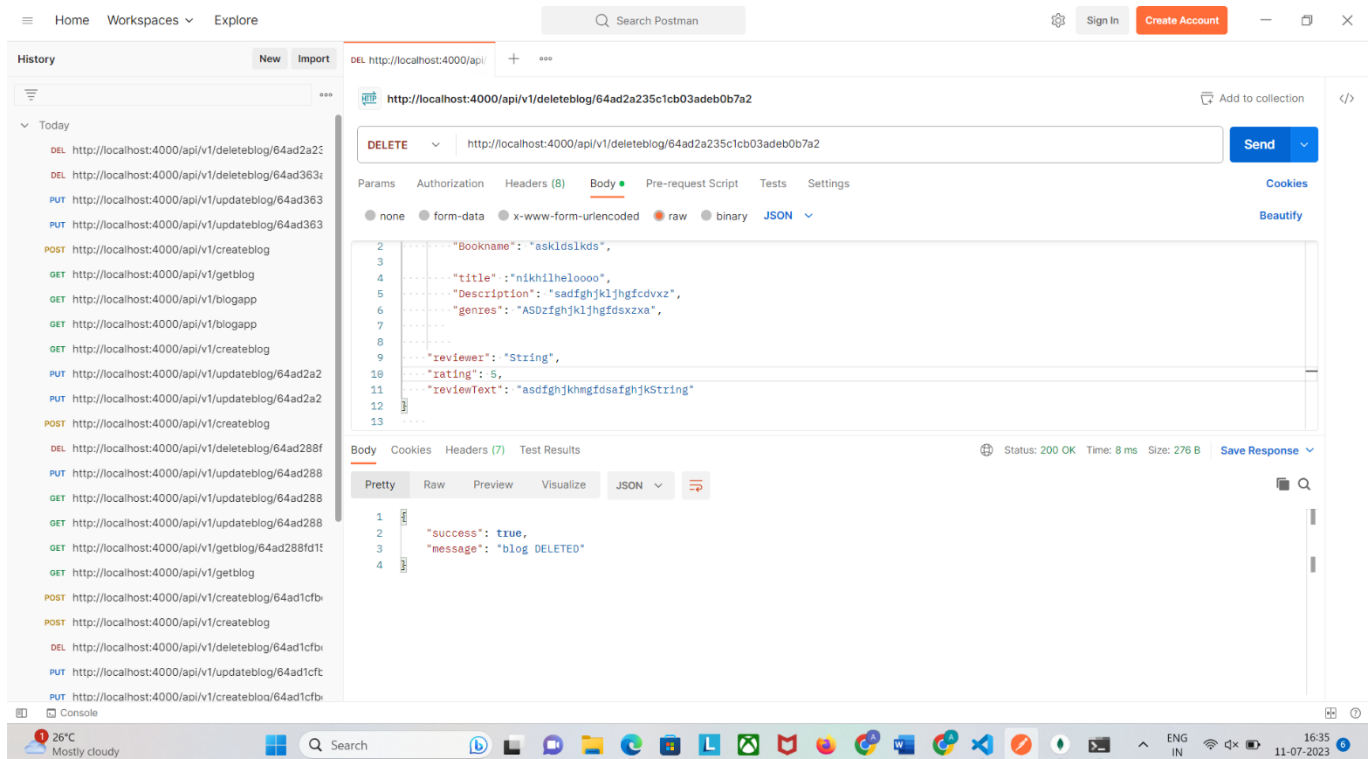 Home Workspaces Explore Search Postman Sign In Create Account
History New Import DEL http://localhost:4000/api/
http://localhost:4000/api/v1/deleteblog/64ad2a235c1cb03adeb0b7a2 Add to collection
Today
DELETE http://localhost:4000/api/v1/deleteblog/64ad2a235c1cb03adeb0b7a2 Send
Params Authorization Headers (8) Body Pre-request Script Tests Settings Cookies
none form-data x-www-form-urlencoded raw binary JSON Beautify
DEL http://localhost:4000/api/v1/deleteblog/64ad2a23
DEL http://localhost:4000/api/v1/deleteblog/64ad363a
PUT http://localhost:4000/api/v1/updateblog/64ad363
PUT http://localhost:4000/api/v1/updateblog/64ad363
POST http://localhost:4000/api/v1/createblog
GET http://localhost:4000/api/v1/getblog
GET http://localhost:4000/api/v1/blogapp
GET http://localhost:4000/api/v1/blogapp
GET http://localhost:4000/api/v1/createblog
PUT http://localhost:4000/api/v1/updateblog/64ad2a2
PUT http://localhost:4000/api/v1/updateblog/64ad2a2
POST http://localhost:4000/api/v1/createblog
DEL http://localhost:4000/api/v1/deleteblog/64ad288f
PUT http://localhost:4000/api/v1/updateblog/64ad288
GET http://localhost:4000/api/v1/updateblog/64ad288
GET http://localhost:4000/api/v1/updateblog/64ad288
GET http://localhost:4000/api/v1/getblog/64ad288fd15
GET http://localhost:4000/api/v1/getblog
POST http://localhost:4000/api/v1/createblog/64ad1cfb
POST http://localhost:4000/api/v1/createblog
DEL http://localhost:4000/api/v1/deleteblog/64ad1cfb
PUT http://localhost:4000/api/v1/updateblog/64ad1cfb
PUT http://localhost:4000/api/v1/createblog/64ad1cfb
2 "Bookname": "askldslkds",
3
4 "title" :"nikhilheloooo",
5 "Description": "sadfghjkljhgfcdvxz",
6 "genres": "ASDzfghjkljhgfdsxzxa",
7
8
9 "reviewer": "String",
10 "rating": 5,
11 "reviewText": "asdfghjkhmgfdsafghjkString"
12 }
13
Body Cookies Headers (7) Test Results Status: 200 OK Time: 8 ms Size: 276 B Save Response
Pretty Raw Preview Visualize JSON
1 {
2 "success": true,
3 "message": "blog DELETED"
4 }
Console
1 26°C
Mostly cloudy
Search
ENG
IN
16:35
11-07-2023
6